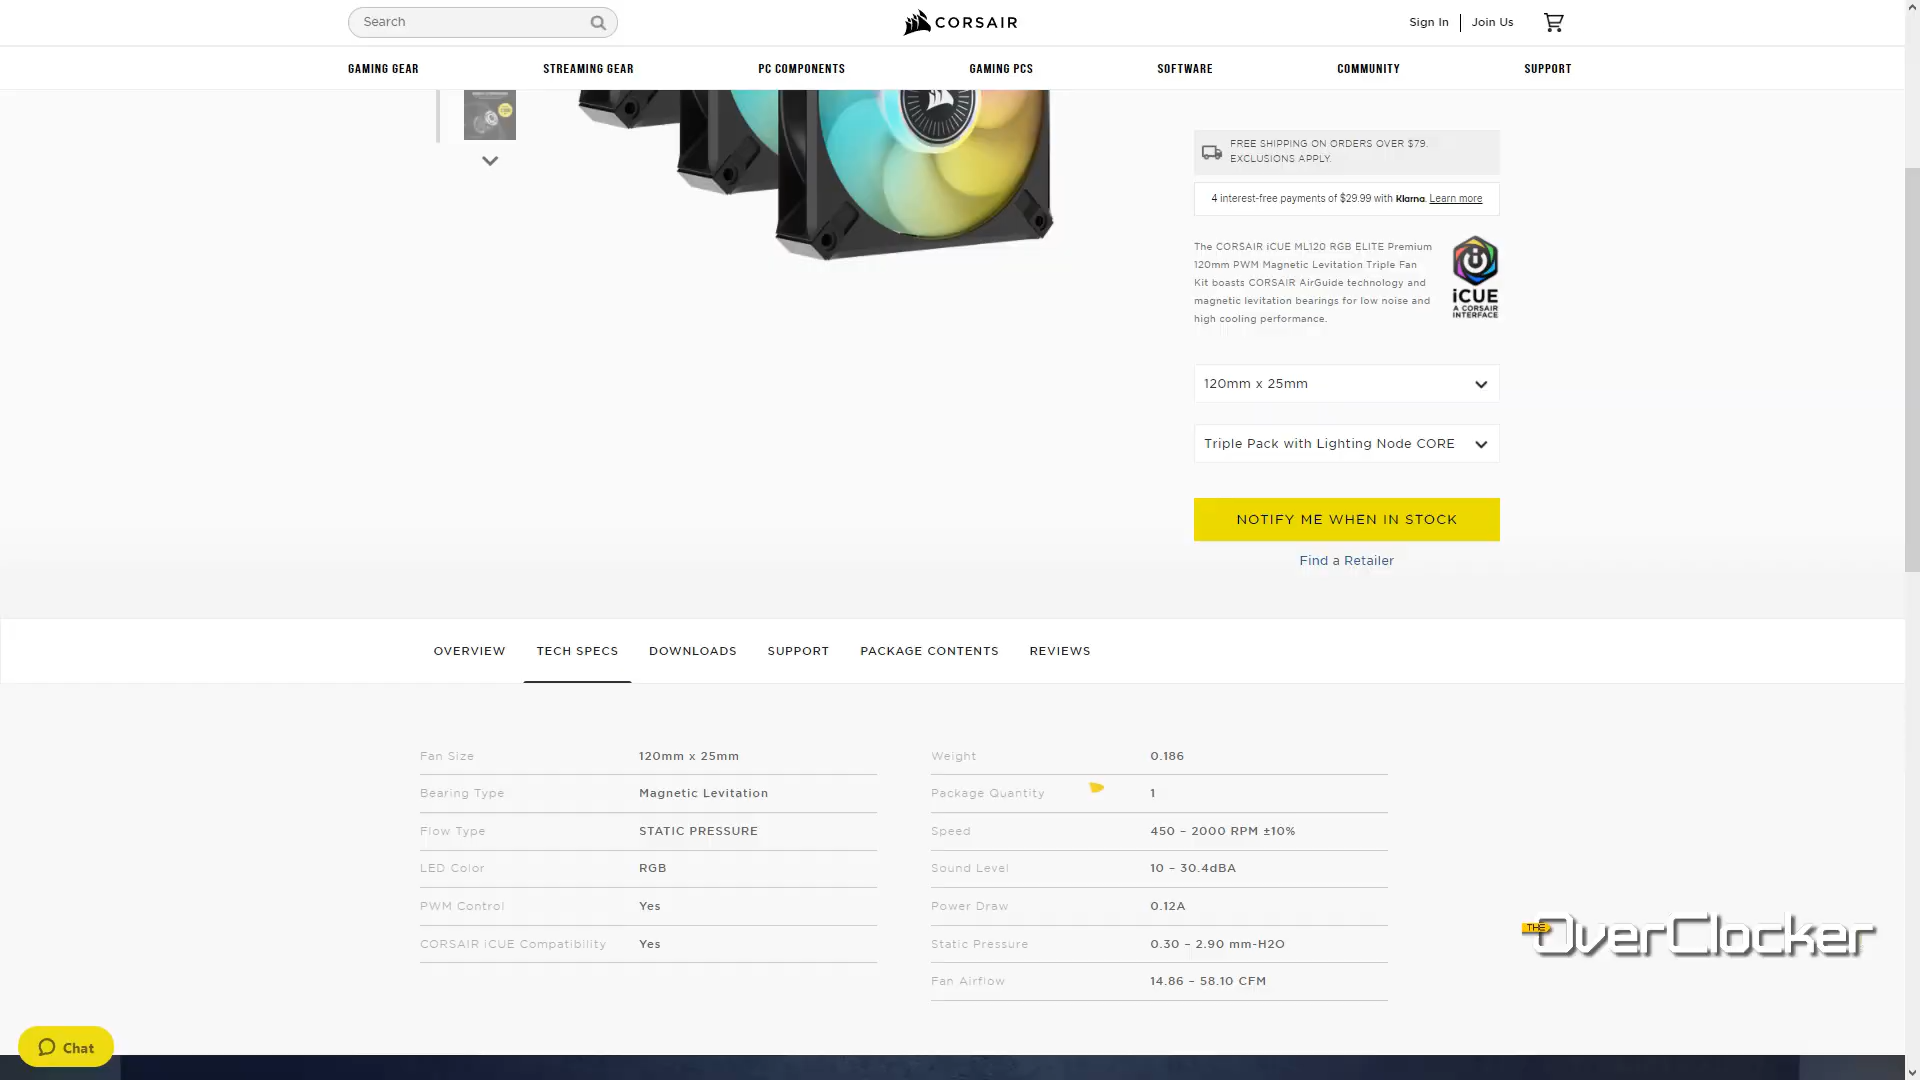 Search
CORSAIR
Sign In
Join Us
GAMING GEAR
STREAMING GEAR
PC COMPONENTS
GAMING PCS
SOFTWARE
COMMUNITY
SUPPORT
FREE SHIPPING ON ORDERS OVER $79.
EXCLUSIONS APPLY.
4 interest-free payments of $29.99 with Klarna. Learn more
The CORSAIR iCUE ML120 RGB ELITE Premium
120mm PWM Magnetic Levitation Triple Fan
Kit boasts CORSAIR AirGuide technology and
magnetic levitation bearings for low noise and
high cooling performance.
iCUE
A CORSAIR
INTERFACE
120mm x 25mm
Triple Pack with Lighting Node CORE
NOTIFY ME WHEN IN STOCK
Find a Retailer
OVERVIEW
TECH SPECS
DOWNLOADS
SUPPORT
PACKAGE CONTENTS
REVIEWS
Fan Size 120mm x 25mm
Bearing Type Magnetic Levitation
Flow Type STATIC PRESSURE
LED Color RGB
PWM Control Yes
CORSAIR iCUE Compatibility Yes
Weight 0.186
Package Quantity 1
Speed 450 – 2000 RPM ±10%
Sound Level 10 – 30.4dBA
Power Draw 0.12A
Static Pressure 0.30 – 2.90 mm-H2O
Fan Airflow 14.86 – 58.10 CFM
THE OverClocker
Chat